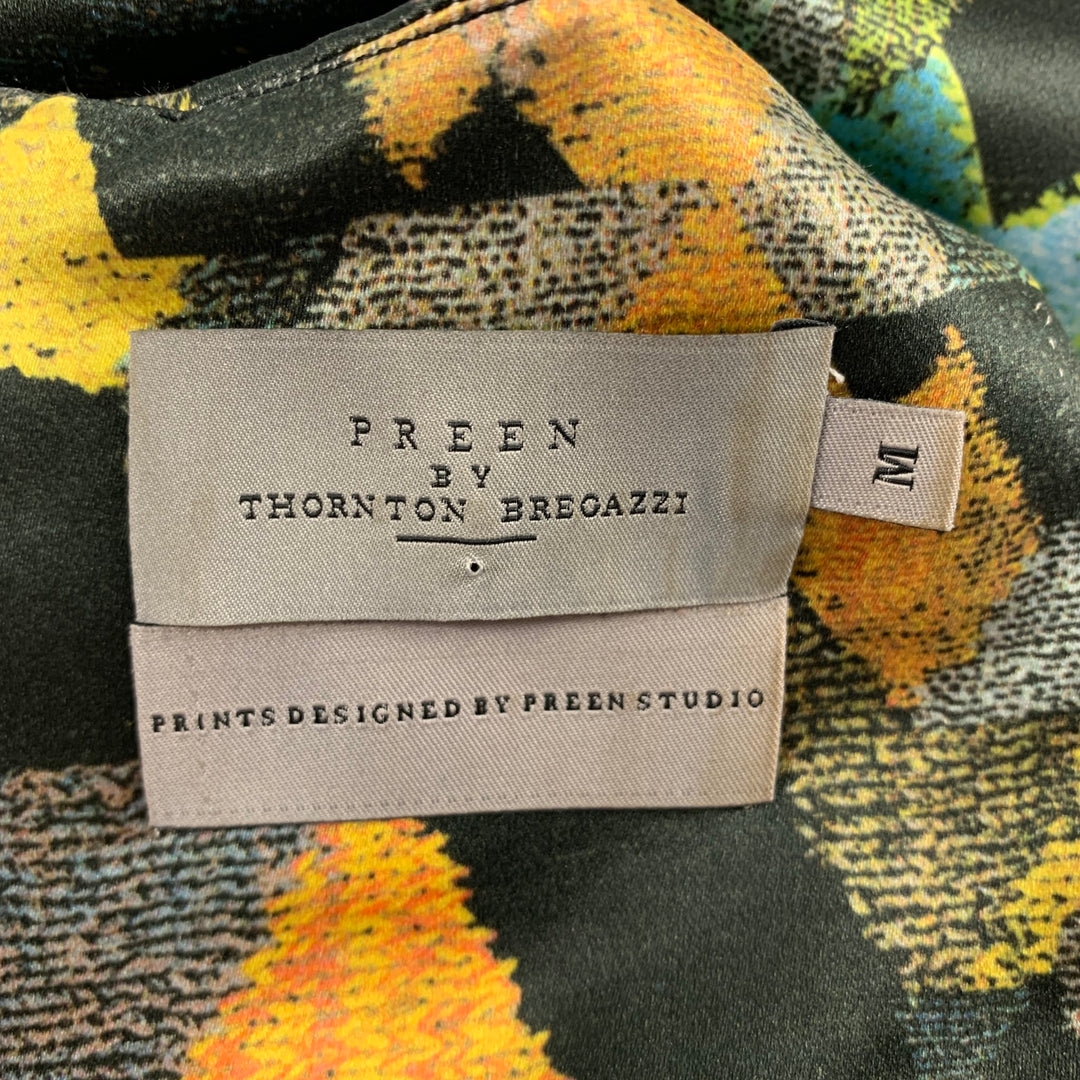 PREEN
BY
THORNTON BREGAZZI
M
PRINTS DESIGNED BY PREEN STUDIO